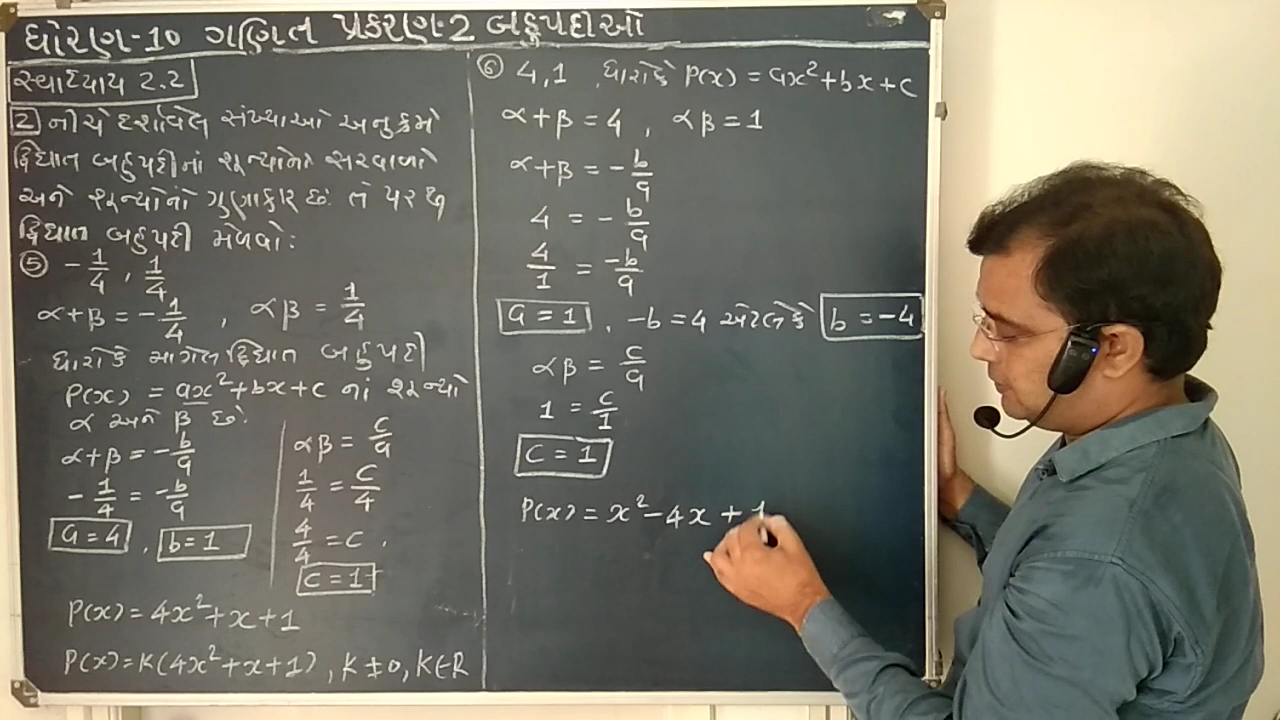 ધોરણ-10 ગણિત પ્રકરણ-2 બહુપદીઓ
સ્વાધ્યાય 2.2
2 નીચે દર્શાવેલ સંખ્યાઓ અનુક્રમે
દ્વિઘાત બહુપદીનાં શૂન્યોનો સરવાળો
અને શૂન્યોનો ગુણાકાર છે. તે પરથી
દ્વિઘાત બહુપદી મેળવો:
⑤ -1/4, 1/4
α+β = -1/4 , αβ = 1/4
ધારોકે માગેલ દ્વિઘાત બહુપદી
P(x) = ax²+bx+c નાં શૂન્યો
α અને β છે.
α+β = -b/a
-1/4 = -b/a
a=4 , b=1
αβ = c/a
1/4 = c/4
4/4 = c
c=1
P(x) = 4x²+x+1
P(x)=K(4x²+x+1), K≠0, K∈R
⑥ 4,1 , ધારોકે P(x) = ax²+bx+c
α+β = 4 , αβ = 1
α+β = -b/a
4 = -b/a
4/1 = -b/a
a=1 , -b=4 એટલેકે b=-4
αβ = c/a
1 = c/1
c=1
P(x) = x²-4x+1